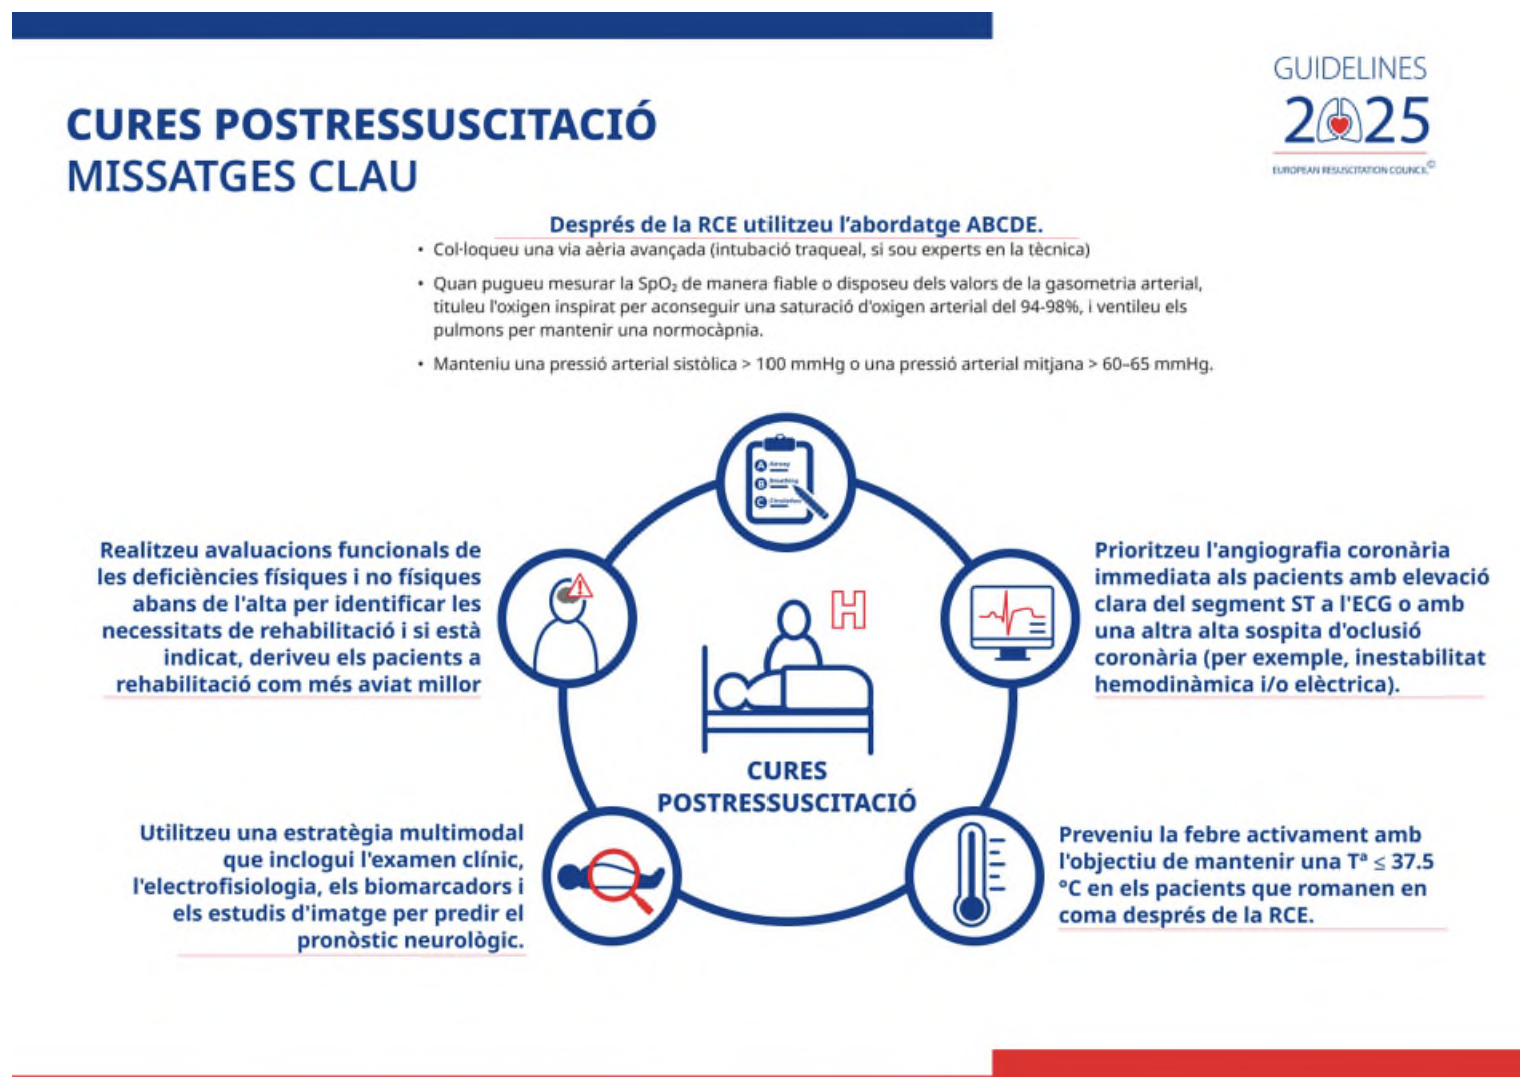 GUIDELINES
2025
EUROPEAN RESUSCITATION COUNCIL©
CURES POSTRESSUSCITACIÓ
MISSATGES CLAU
Després de la RCE utilitzeu l’abordatge ABCDE.
• Col·loqueu una via aèria avançada (intubació traqueal, si sou experts en la tècnica)
• Quan pugueu mesurar la SpO₂ de manera fiable o disposeu dels valors de la gasometria arterial,
tituleu l'oxigen inspirat per aconseguir una saturació d'oxigen arterial del 94-98%, i ventileu els
pulmons per mantenir una normocàpnia.
• Manteniu una pressió arterial sistòlica > 100 mmHg o una pressió arterial mitjana > 60–65 mmHg.
A Airway
B Breathing
C Circulation
Realitzeu avaluacions funcionals de
les deficiències físiques i no físiques
abans de l'alta per identificar les
necessitats de rehabilitació i si està
indicat, deriveu els pacients a
rehabilitació com més aviat millor
Prioritzeu l'angiografia coronària
immediata als pacients amb elevació
clara del segment ST a l'ECG o amb
una altra alta sospita d'oclusió
coronària (per exemple, inestabilitat
hemodinàmica i/o elèctrica).
H
CURES
POSTRESSUSCITACIÓ
Utilitzeu una estratègia multimodal
que inclogui l'examen clínic,
l'electrofisiologia, els biomarcadors i
els estudis d'imatge per predir el
pronòstic neurològic.
Preveniu la febre activament amb
l'objectiu de mantenir una Tª ≤ 37.5
°C en els pacients que romanen en
coma després de la RCE.